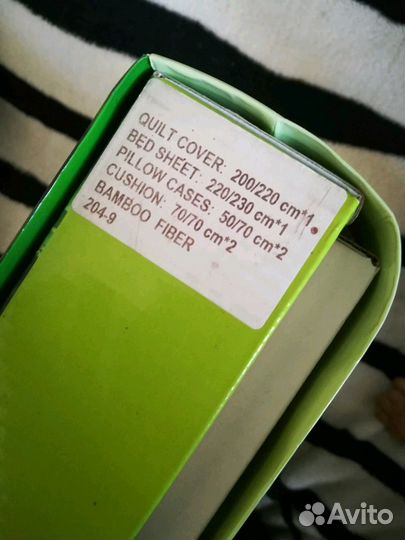 QUILT COVER: 200/220 cm*1.
BED SHEET: 220/230 cm*1
PILLOW CASES: 50/70 cm*2
CUSHION: 70/70 cm*2
BAMBOO FIBER
204-9
Avito